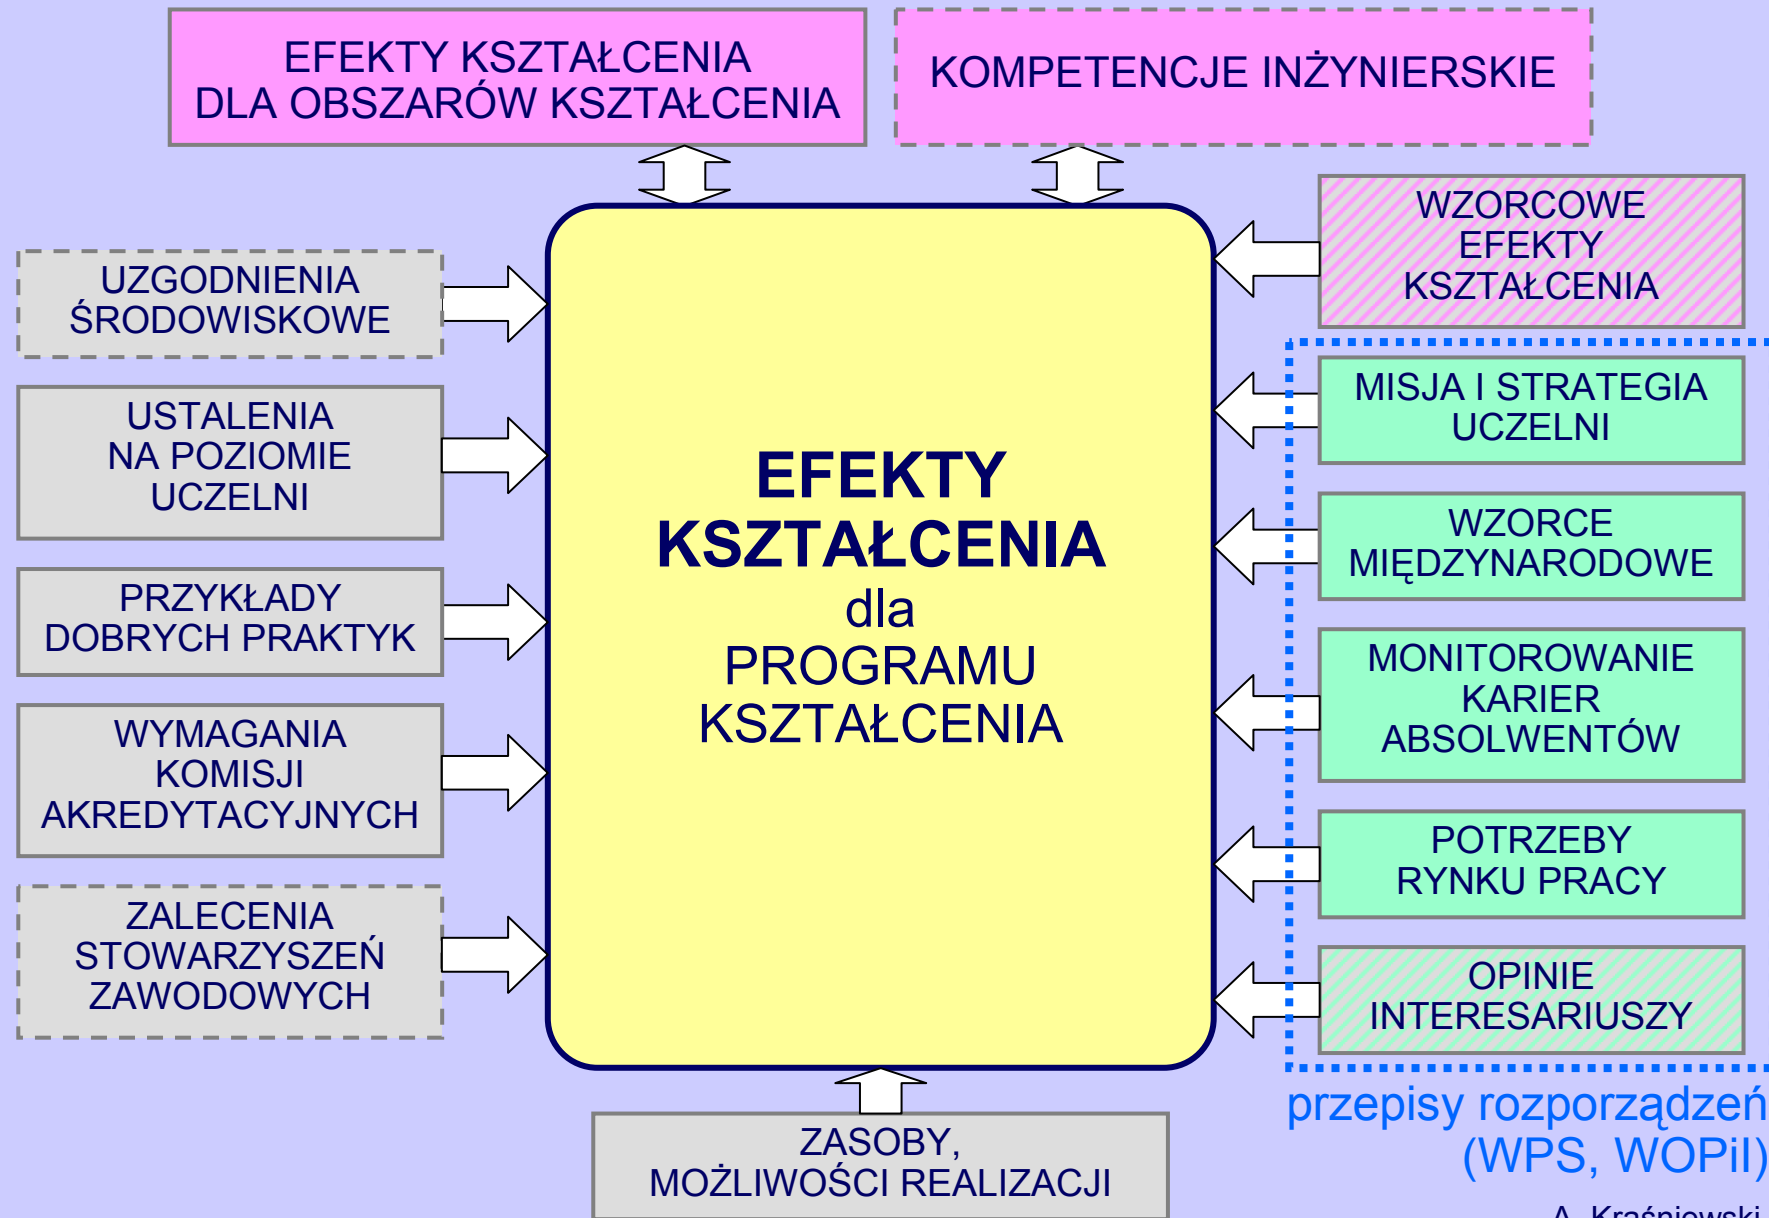 EFEKTY KSZTAŁCENIA
DLA OBSZARÓW KSZTAŁCENIA
KOMPETENCJE INŻYNIERSKIE
UZGODNIENIA
ŚRODOWISKOWE
USTALENIA
NA POZIOMIE
UCZELNI
PRZYKŁADY
DOBRYCH PRAKTYK
WYMAGANIA
KOMISJI
AKREDYTACYJNYCH
ZALECENIA
STOWARZYSZEŃ
ZAWODOWYCH
EFEKTY
KSZTAŁCENIA
dla
PROGRAMU
KSZTAŁCENIA
WZORCOWE
EFEKTY
KSZTAŁCENIA
MISJA I STRATEGIA
UCZELNI
WZORCE
MIĘDZYNARODOWE
MONITOROWANIE
KARIER
ABSOLWENTÓW
POTRZEBY
RYNKU PRACY
OPINIE
INTERESARIUSZY
przepisy rozporządzeń
(WPS, WOPiI)
ZASOBY,
MOŻLIWOŚCI REALIZACJI
A. Kraśniewski